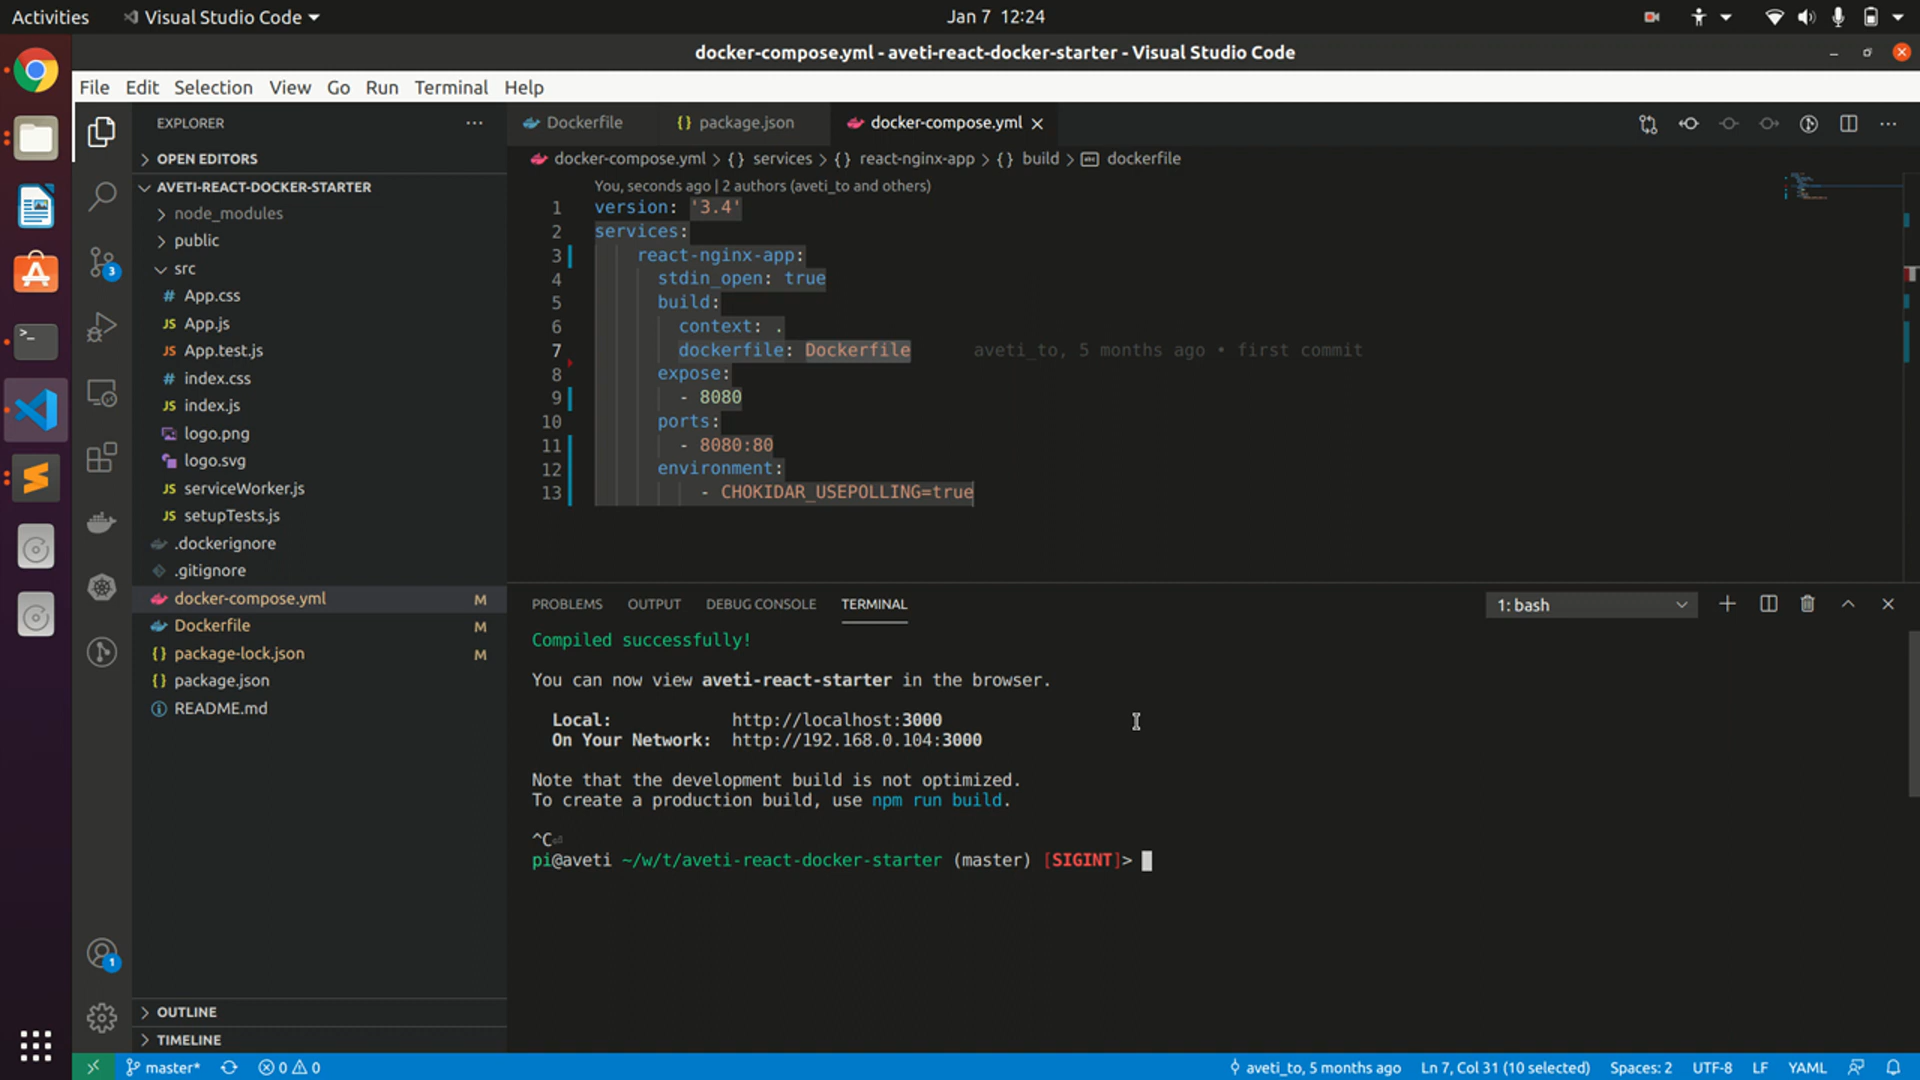 Activities
Visual Studio Code
Jan 7 12:24
docker-compose.yml - aveti-react-docker-starter - Visual Studio Code
File Edit Selection View Go Run Terminal Help
EXPLORER
OPEN EDITORS
AVETI-REACT-DOCKER-STARTER
node_modules
public
src
# App.css
JS App.js
JS App.test.js
# index.css
JS index.js
logo.png
logo.svg
JS serviceWorker.js
JS setupTests.js
.dockerignore
.gitignore
docker-compose.yml M
Dockerfile M
{} package-lock.json M
{} package.json
README.md
OUTLINE
TIMELINE
3
1
Dockerfile
{} package.json
docker-compose.yml
docker-compose.yml > {} services > {} react-nginx-app > {} build > abc dockerfile
You, seconds ago | 2 authors (aveti_to and others)
1 version: '3.4'
2 services:
3 react-nginx-app:
4 stdin_open: true
5 build:
6 context: .
7 dockerfile: Dockerfile aveti_to, 5 months ago • first commit
8 expose:
9 - 8080
10 ports:
11 - 8080:80
12 environment:
13 - CHOKIDAR_USEPOLLING=true
PROBLEMS OUTPUT DEBUG CONSOLE TERMINAL
1: bash
Compiled successfully!
You can now view aveti-react-starter in the browser.
Local: http://localhost:3000
On Your Network: http://192.168.0.104:3000
Note that the development build is not optimized.
To create a production build, use npm run build.
^C⏎
pi@aveti ~/w/t/aveti-react-docker-starter (master) [SIGINT]>
master*
0 0
aveti_to, 5 months ago
Ln 7, Col 31 (10 selected)
Spaces: 2
UTF-8
LF
YAML